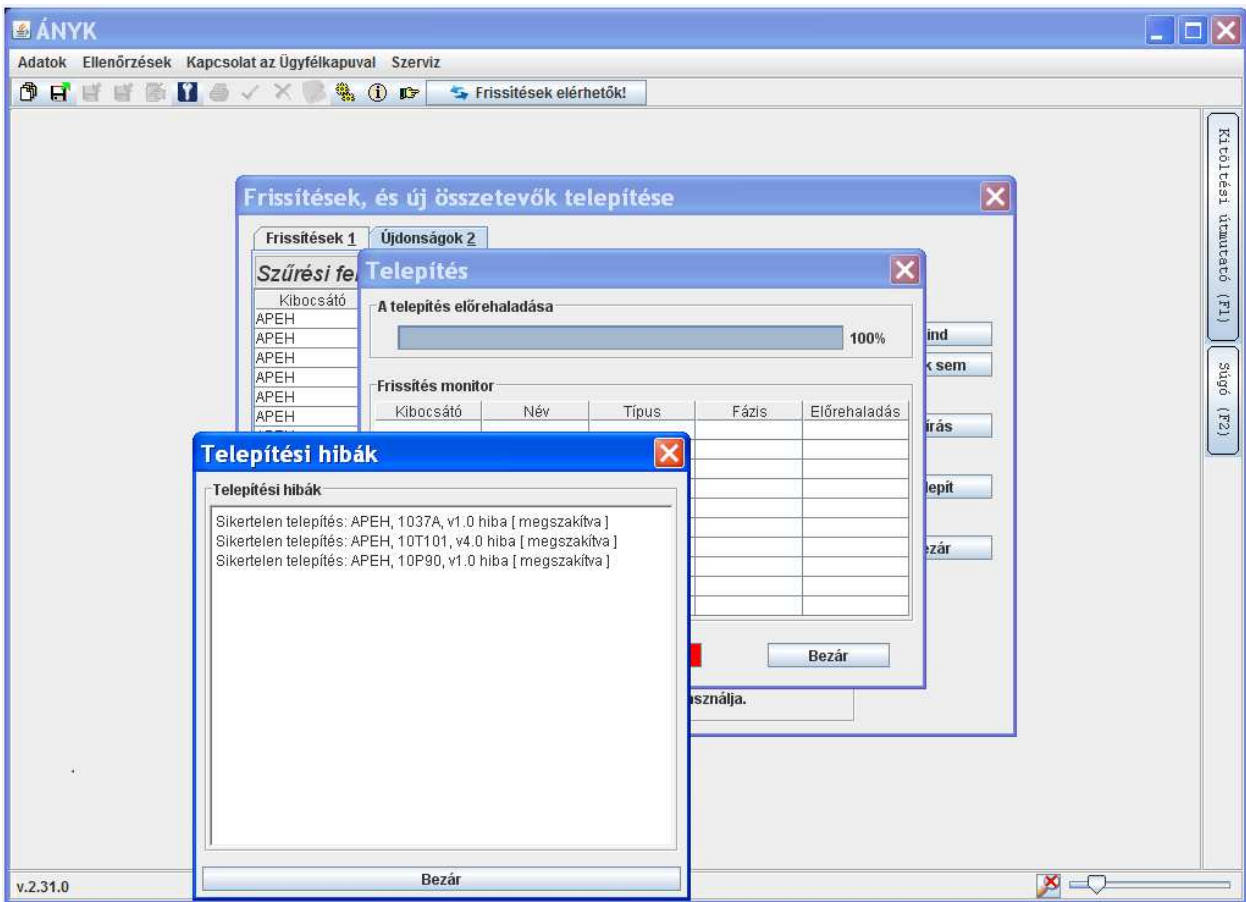 ÁNYK
Adatok Ellenőrzések Kapcsolat az Ügyfélkapuval Szerviz
Frissítések elérhetők!
Kitöltési útmutató (F1)
Súgó (F2)
Frissítések, és új összetevők telepítése
Frissítések 1 Újdonságok 2
Szűrési fel
Kibocsátó
APEH
APEH
APEH
APEH
APEH
APEH
ind
k sem
írás
lepít
ezár
asználja.
Telepítés
A telepítés előrehaladása
100%
Frissítés monitor
Kibocsátó Név Típus Fázis Előrehaladás
Bezár
Telepítési hibák
Telepítési hibák
Sikertelen telepítés: APEH, 1037A, v1.0 hiba [ megszakítva ]
Sikertelen telepítés: APEH, 10T101, v4.0 hiba [ megszakítva ]
Sikertelen telepítés: APEH, 10P90, v1.0 hiba [ megszakítva ]
Bezár
v.2.31.0